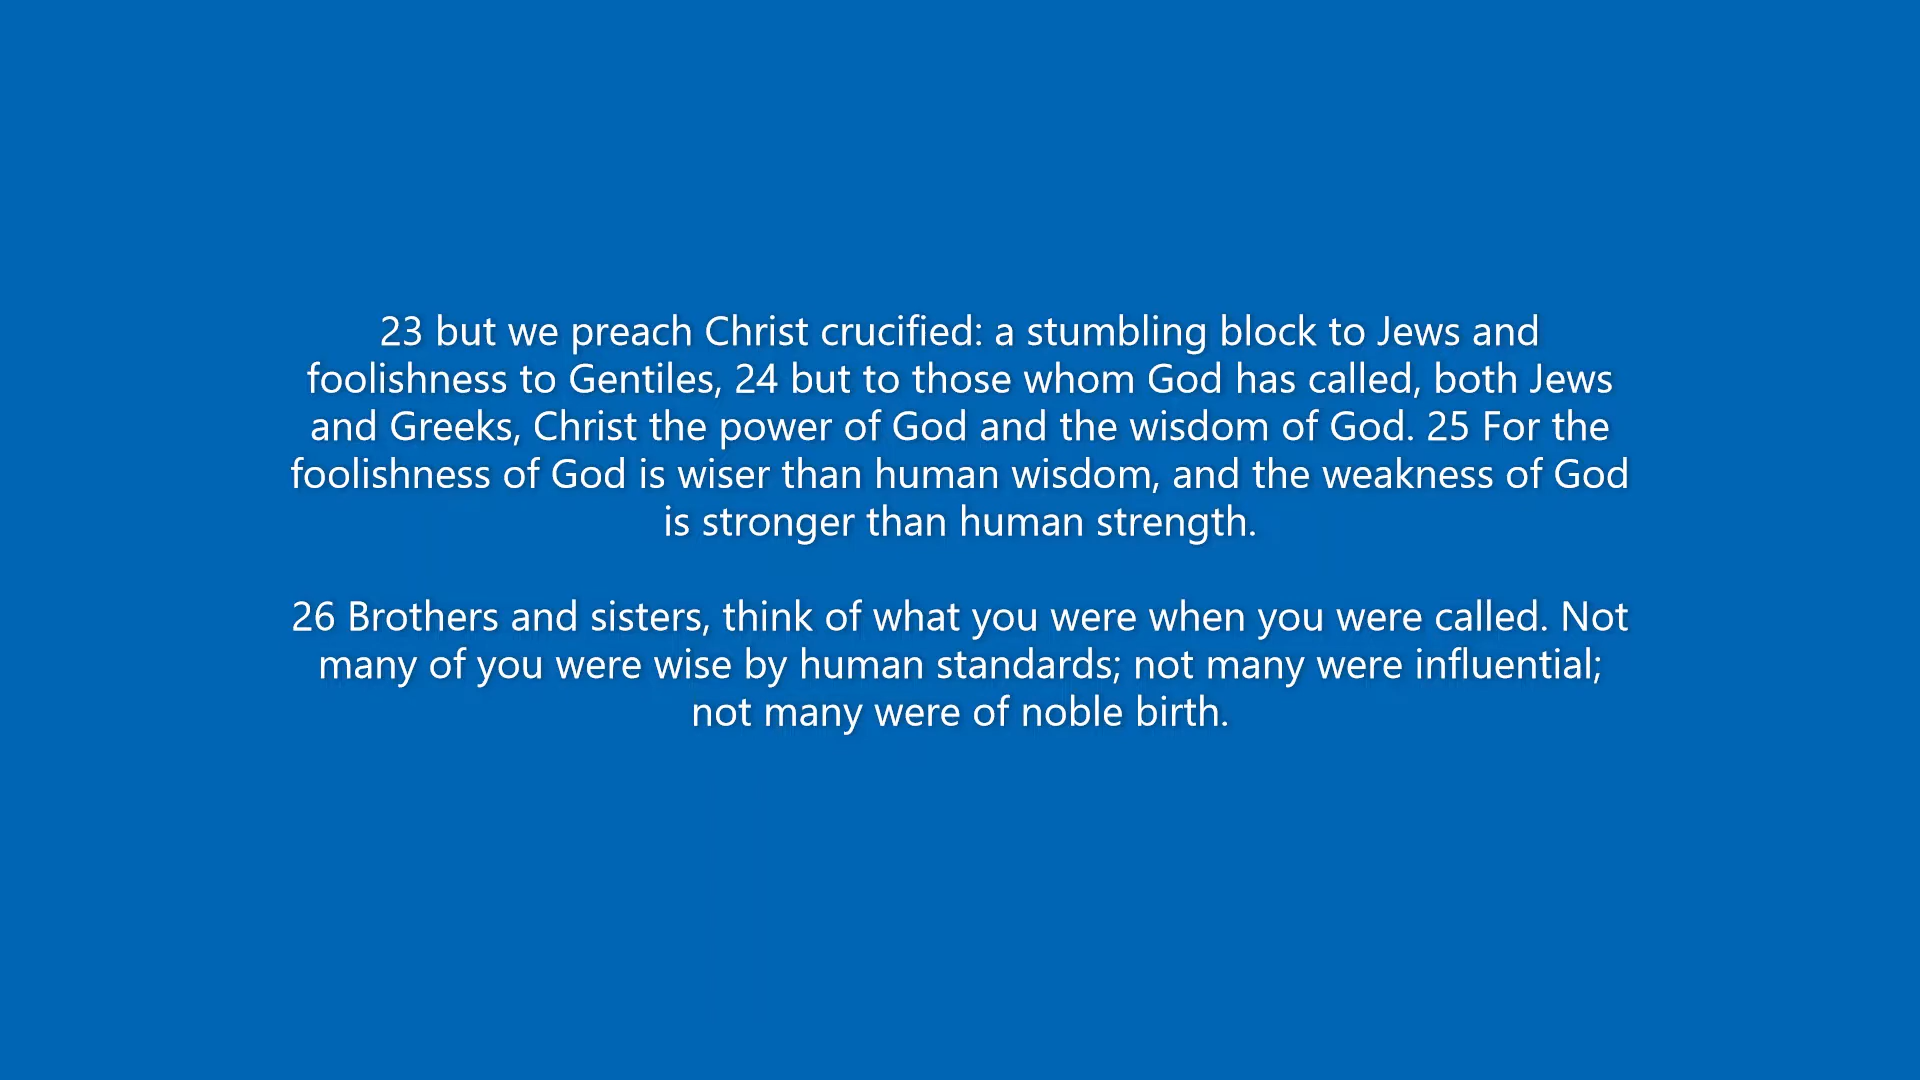 23 but we preach Christ crucified: a stumbling block to Jews and
foolishness to Gentiles, 24 but to those whom God has called, both Jews
and Greeks, Christ the power of God and the wisdom of God. 25 For the
foolishness of God is wiser than human wisdom, and the weakness of God
is stronger than human strength.
26 Brothers and sisters, think of what you were when you were called. Not
many of you were wise by human standards; not many were influential;
not many were of noble birth.